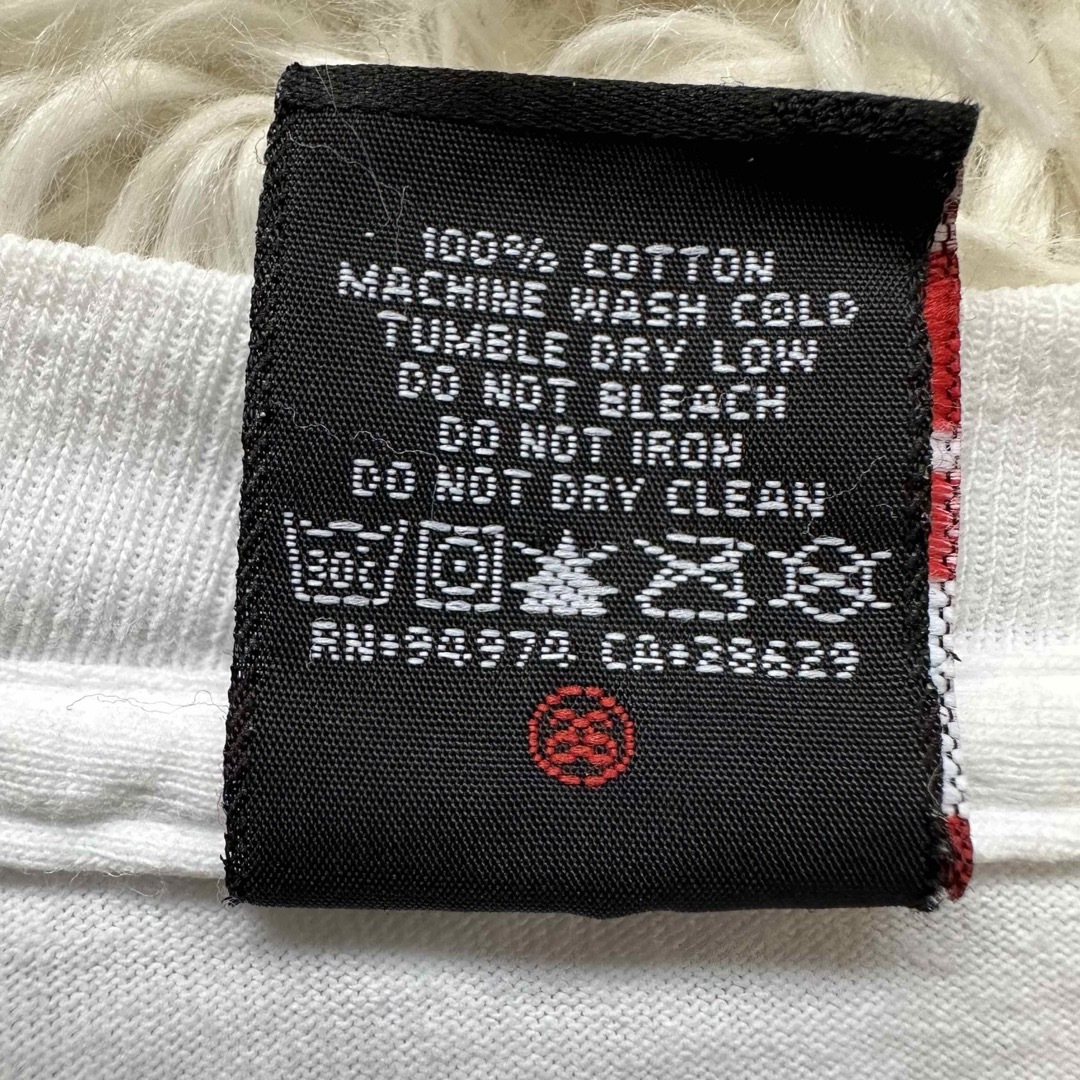 100% COTTON
MACHINE WASH COLD
TUMBLE DRY LOW
DO NOT BLEACH
DO NOT IRON
DO NOT DRY CLEAN
30C
RN•94974 CA•28629